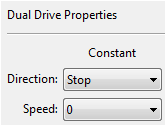 Dual Drive Properties
Constant
Direction: Stop
Speed: 0